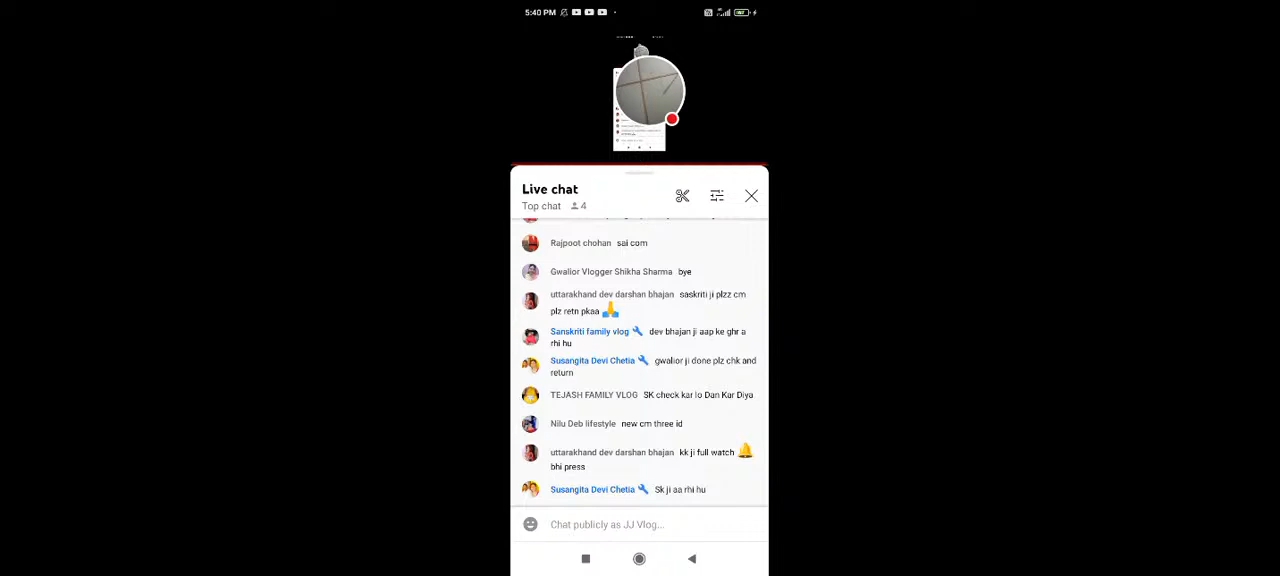 5:40 PM
Live chat
Top chat 4
Rajpoot chohan sai com
Gwalior Vlogger Shikha Sharma bye
uttarakhand dev darshan bhajan saskriti ji plzz cm
plz retn pkaa 🙏
Sanskriti family vlog dev bhajan ji aap ke ghr a
rhi hu
Susangita Devi Chetia gwalior ji done plz chk and
return
TEJASH FAMILY VLOG SK check kar lo Dan Kar Diya
Nilu Deb lifestyle new cm three id
uttarakhand dev darshan bhajan kk ji full watch 🔔
bhi press
Susangita Devi Chetia Sk ji aa rhi hu
Chat publicly as JJ Vlog...